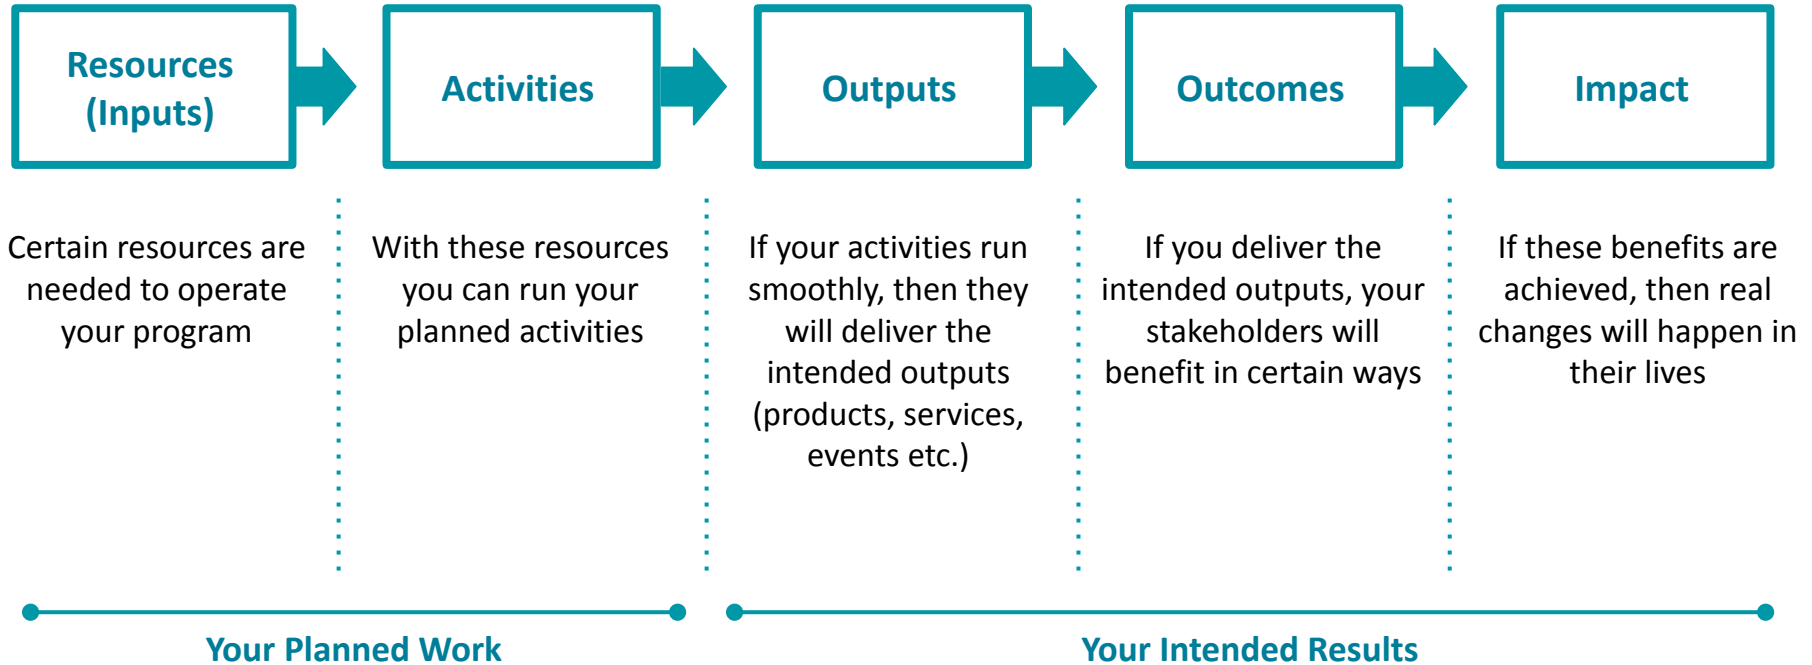 Resources
(Inputs)
Activities
Outputs
Outcomes
Impact
Certain resources are
needed to operate
your program
With these resources
you can run your
planned activities
If your activities run
smoothly, then they
will deliver the
intended outputs
(products, services,
events etc.)
If you deliver the
intended outputs, your
stakeholders will
benefit in certain ways
If these benefits are
achieved, then real
changes will happen in
their lives
Your Planned Work
Your Intended Results